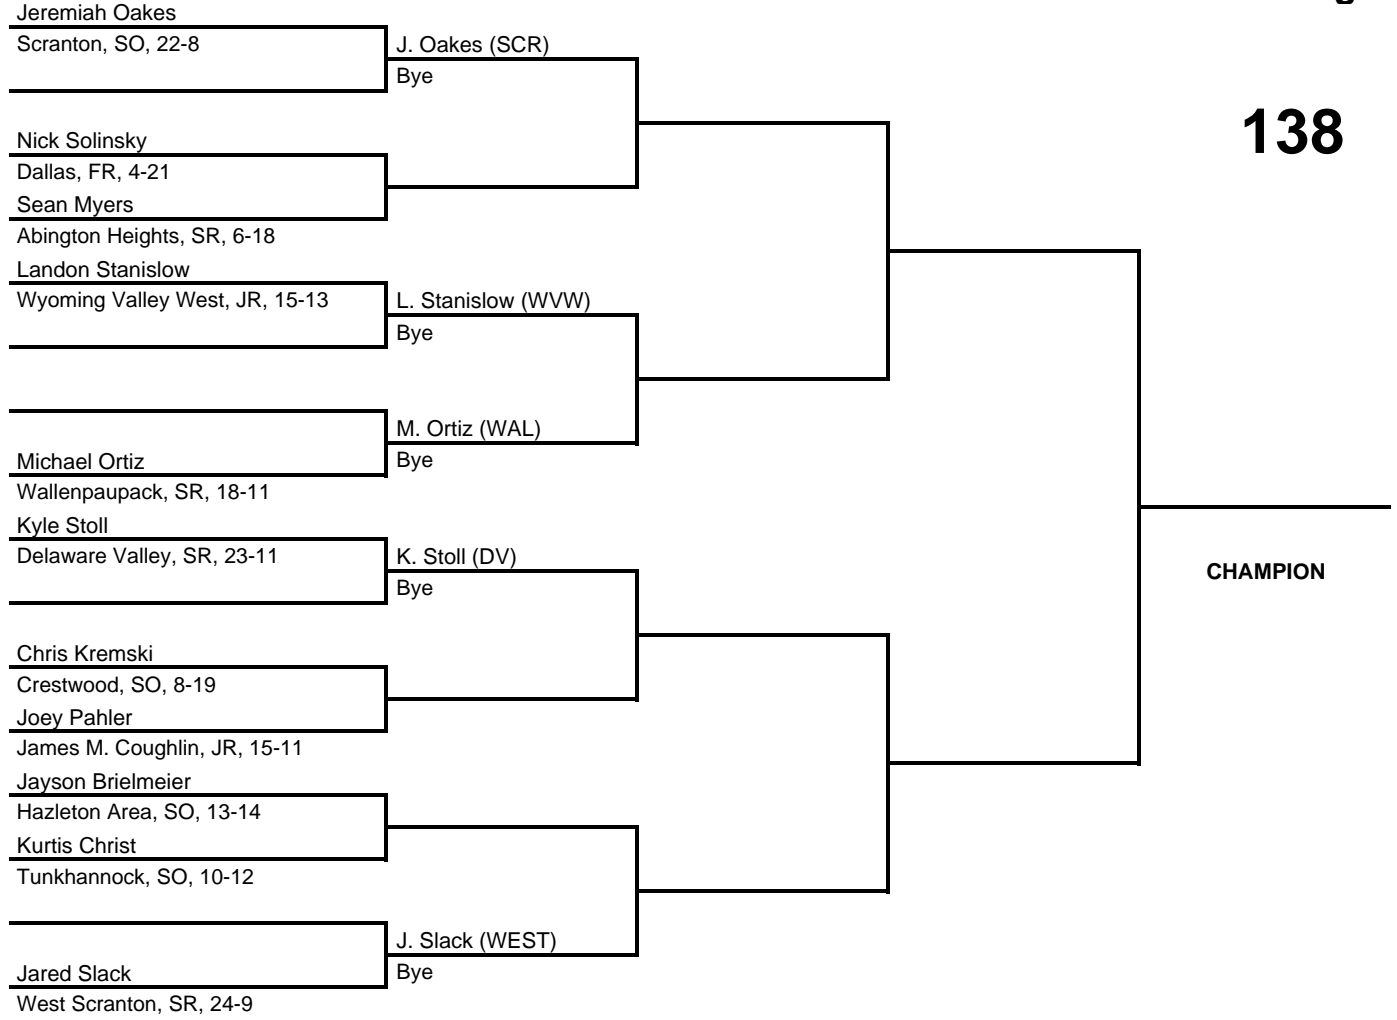 Jeremiah Oakes
Scranton, SO, 22-8
J. Oakes (SCR)
Bye
138
Nick Solinsky
Dallas, FR, 4-21
Sean Myers
Abington Heights, SR, 6-18
Landon Stanislow
Wyoming Valley West, JR, 15-13
L. Stanislow (WVW)
Bye
M. Ortiz (WAL)
Bye
Michael Ortiz
Wallenpaupack, SR, 18-11
Kyle Stoll
Delaware Valley, SR, 23-11
K. Stoll (DV)
Bye
CHAMPION
Chris Kremski
Crestwood, SO, 8-19
Joey Pahler
James M. Coughlin, JR, 15-11
Jayson Brielmeier
Hazleton Area, SO, 13-14
Kurtis Christ
Tunkhannock, SO, 10-12
J. Slack (WEST)
Bye
Jared Slack
West Scranton, SR, 24-9